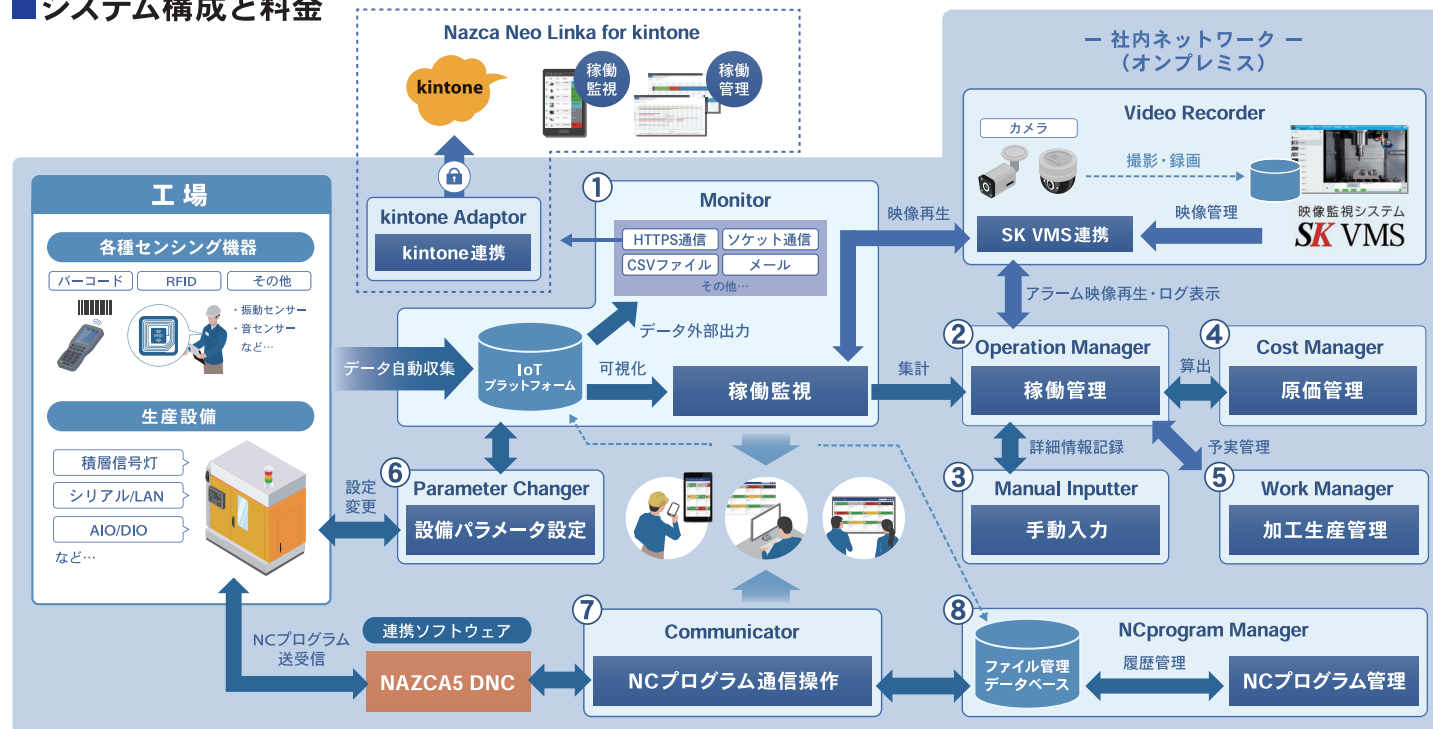 ■システム構成と料金
Nazca Neo Linka for kintone
kintone
稼働
監視
稼働
管理
ー 社内ネットワーク ー
（オンプレミス）
Video Recorder
カメラ
撮影・録画
映像再生
SK VMS連携
映像管理
映像監視システム
SK VMS
アラーム映像再生・ログ表示
工場
各種センシング機器
バーコード
RFID
その他
・振動センサー
・音センサー
など…
生産設備
積層信号灯
シリアル/LAN
AIO/DIO
など…
kintone Adaptor
kintone連携
①
Monitor
HTTPS通信
ソケット通信
CSVファイル
メール
その他…
データ外部出力
データ自動収集
IoT
プラットフォーム
可視化
稼働監視
集計
②
Operation Manager
稼働管理
算出
④
Cost Manager
原価管理
詳細情報記録
予実管理
③
Manual Inputter
手動入力
⑤
Work Manager
加工生産管理
設定
変更
⑥
Parameter Changer
設備パラメータ設定
NCプログラム
送受信
連携ソフトウェア
NAZCA5 DNC
⑦
Communicator
NCプログラム通信操作
⑧
NCprogram Manager
ファイル管理
データベース
履歴管理
NCプログラム管理